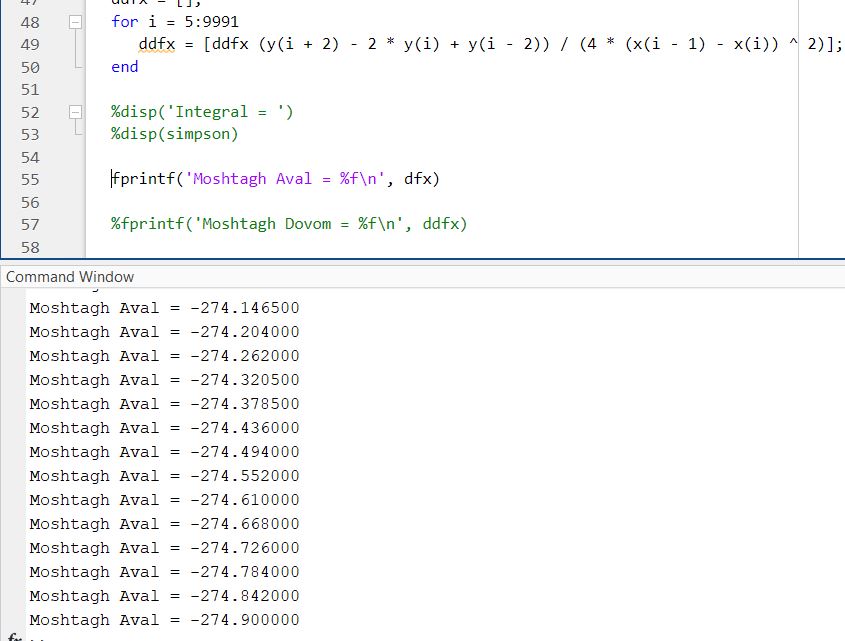 48 for i = 5:9991
49 ddfx = [ddfx (y(i + 2) - 2 * y(i) + y(i - 2)) / (4 * (x(i - 1) - x(i)) ^ 2)];
50 end
51
52 %disp('Integral = ')
53 %disp(simpson)
54
55 fprintf('Moshtagh Aval = %f\n', dfx)
56
57 %fprintf('Moshtagh Dovom = %f\n', ddfx)
58
Command Window
Moshtagh Aval = -274.146500
Moshtagh Aval = -274.204000
Moshtagh Aval = -274.262000
Moshtagh Aval = -274.320500
Moshtagh Aval = -274.378500
Moshtagh Aval = -274.436000
Moshtagh Aval = -274.494000
Moshtagh Aval = -274.552000
Moshtagh Aval = -274.610000
Moshtagh Aval = -274.668000
Moshtagh Aval = -274.726000
Moshtagh Aval = -274.784000
Moshtagh Aval = -274.842000
Moshtagh Aval = -274.900000